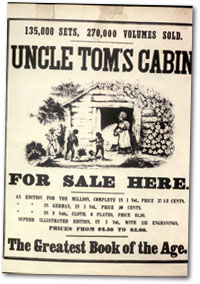 135,000 SETS, 270,000 VOLUMES SOLD.
UNCLE TOM'S CABIN
FOR SALE HERE.
AN EDITION FOR THE MILLION, COMPLETE IN 1 Vol, PRICE 37 1-2 CENTS.
" " IN GERMAN, IN 1 Vol, PRICE 50 CENTS.
" " IN 2 Vols, CLOTH, 6 PLATES, PRICE $1.50.
SUPERB ILLUSTRATED EDITION, IN 1 Vol, WITH 153 ENGRAVINGS,
PRICES FROM $2.50 TO $5.00.
The Greatest Book of the Age.